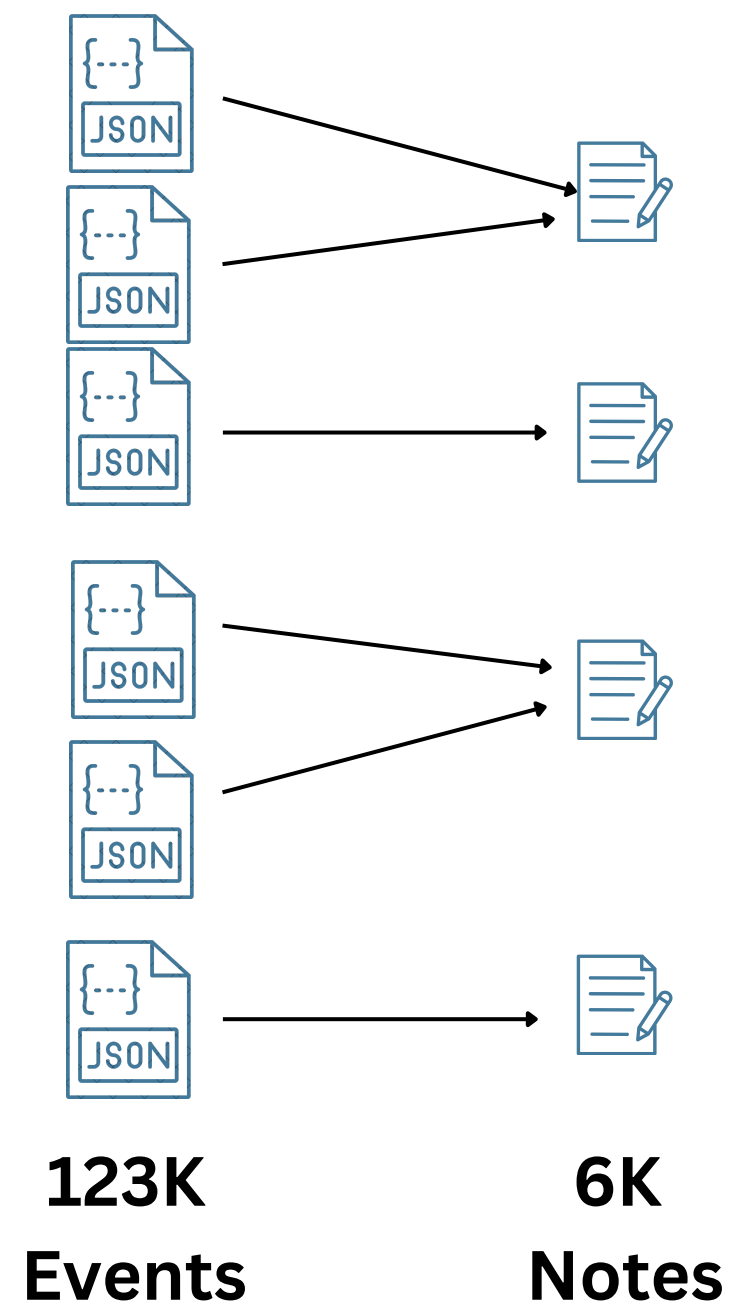 {---}
JSON
{---}
JSON
{---}
JSON
{---}
JSON
{---}
JSON
{---}
JSON
123K
Events
6K
Notes